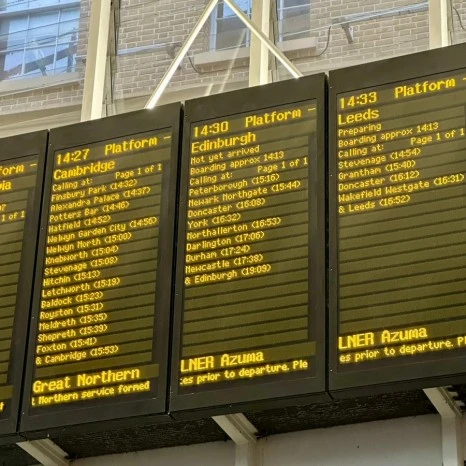 orm -
ia
of 1
14:27 Platform -
Cambridge
Calling at: Page 1 of 1
Finsbury Park (14:32)
Alexandra Palace (14:37)
Potters Bar (14:46)
Hatfield (14:52)
Welwyn Garden City (14:56)
Welwyn North (15:00)
Knebworth (15:04)
Stevenage (15:08)
Hitchin (15:13)
Letchworth (15:19)
Baldock (15:23)
Royston (15:31)
Meldreth (15:35)
Shepreth (15:39)
Foxton (15:41)
& Cambridge (15:53)
Great Northern
t Northern service formed
14:30 Platform -
Edinburgh
Not yet arrived
Boarding approx 14:13
Calling at: Page 1 of 1
Peterborough (15:16)
Newark Northgate (15:44)
Doncaster (16:08)
York (16:32)
Northallerton (16:53)
Darlington (17:06)
Durham (17:24)
Newcastle (17:39)
& Edinburgh (19:09)
LNER Azuma
es prior to departure. Ple
14:33 Platform -
Leeds
Preparing
Boarding approx 14:13
Calling at: Page 1 of 1
Stevenage (14:54)
Grantham (15:40)
Doncaster (16:12)
Wakefield Westgate (16:31)
& Leeds (16:52)
LNER Azuma
es prior to departure. Pl